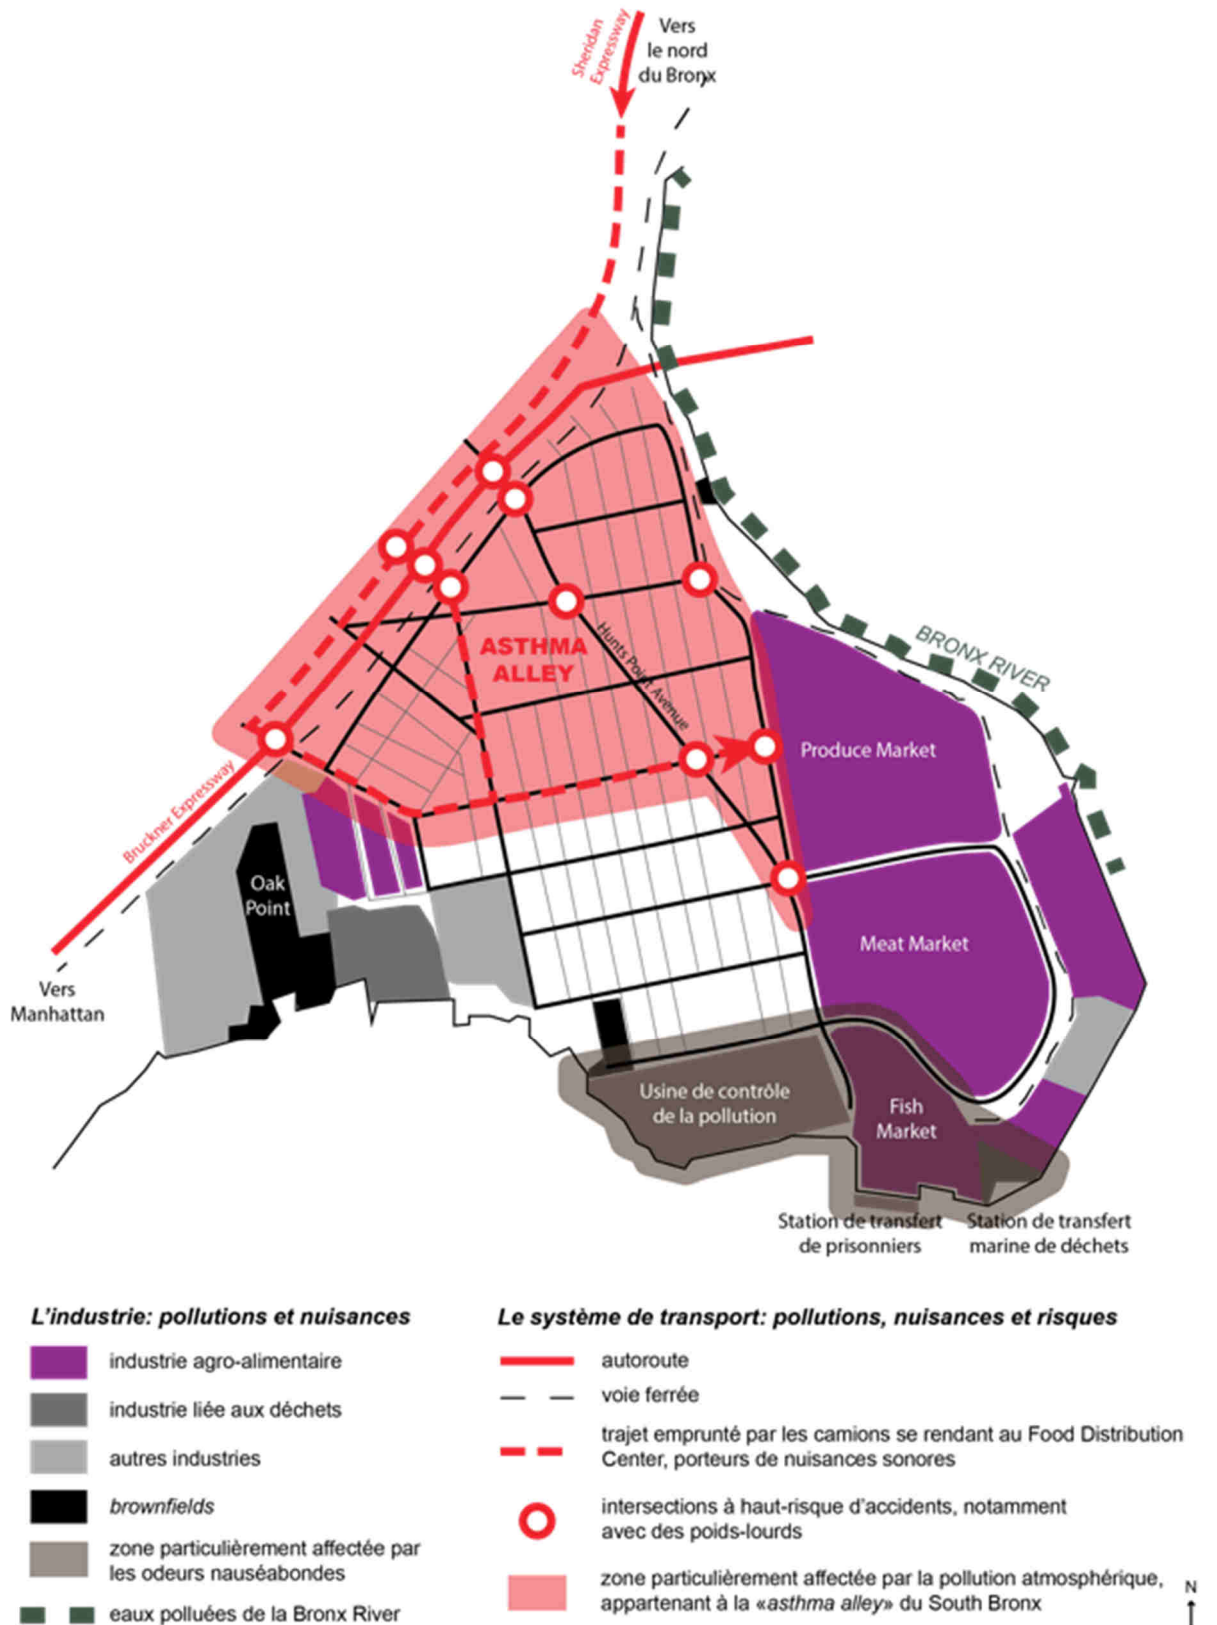 Sheridan
Expressway
Vers
le nord
du Bronx
BRONX RIVER
ASTHMA
ALLEY
Hunts Point Avenue
Produce Market
Bruckner Expressway
Oak
Point
Meat Market
Vers
Manhattan
Usine de contrôle
de la pollution
Fish
Market
Station de transfert
de prisonniers
Station de transfert
marine de déchets
L'industrie: pollutions et nuisances
industrie agro-alimentaire
industrie liée aux déchets
autres industries
brownfields
zone particulièrement affectée par
les odeurs nauséabondes
eaux polluées de la Bronx River
Le système de transport: pollutions, nuisances et risques
autoroute
voie ferrée
trajet emprunté par les camions se rendant au Food Distribution
Center, porteurs de nuisances sonores
intersections à haut-risque d'accidents, notamment
avec des poids-lourds
zone particulièrement affectée par la pollution atmosphérique,
appartenant à la «asthma alley» du South Bronx
N